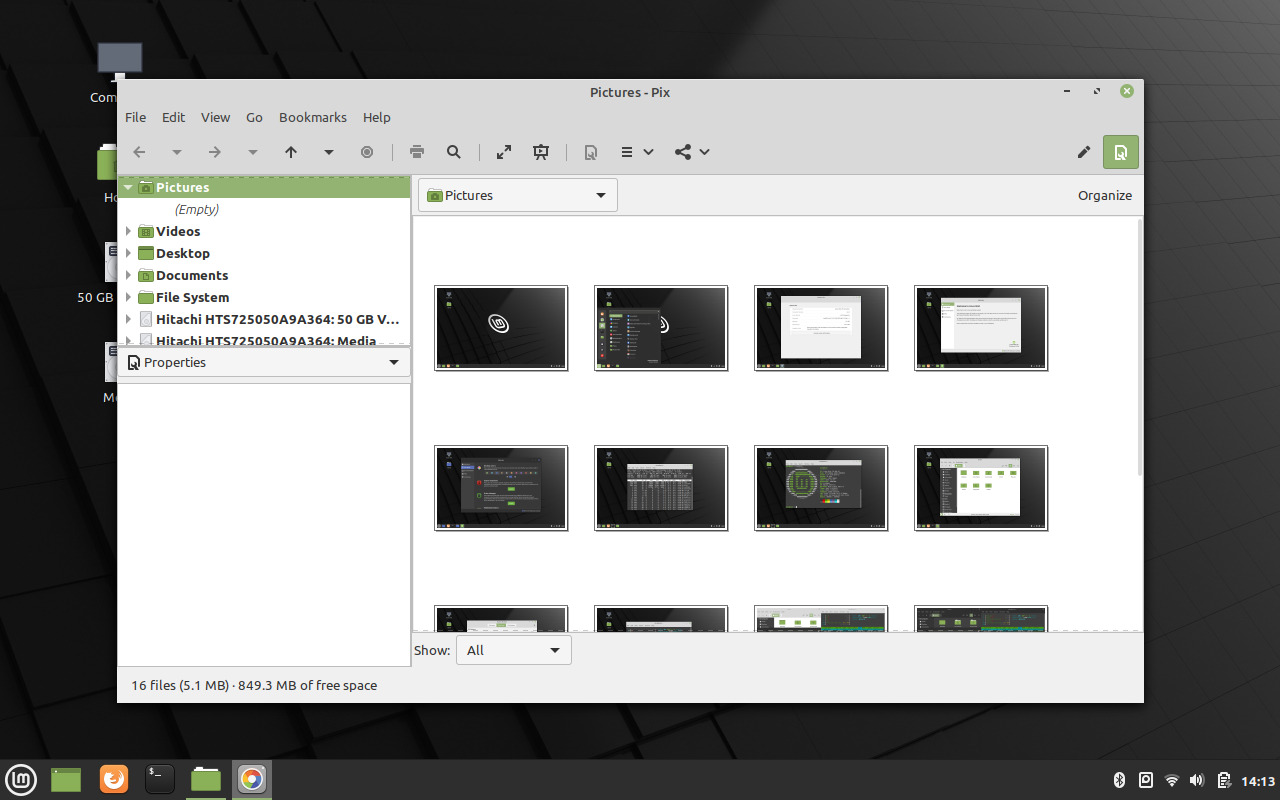 Pictures - Pix
File Edit View Go Bookmarks Help
Pictures
(Empty)
Videos
Desktop
Documents
File System
Hitachi HTS725050A9A364: 50 GB V...
Hitachi HTS725050A9A364: Media
Properties
Pictures
Organize
Com
Ho
50 GB
Me
Show: All
16 files (5.1 MB) · 849.3 MB of free space
$_
14:13